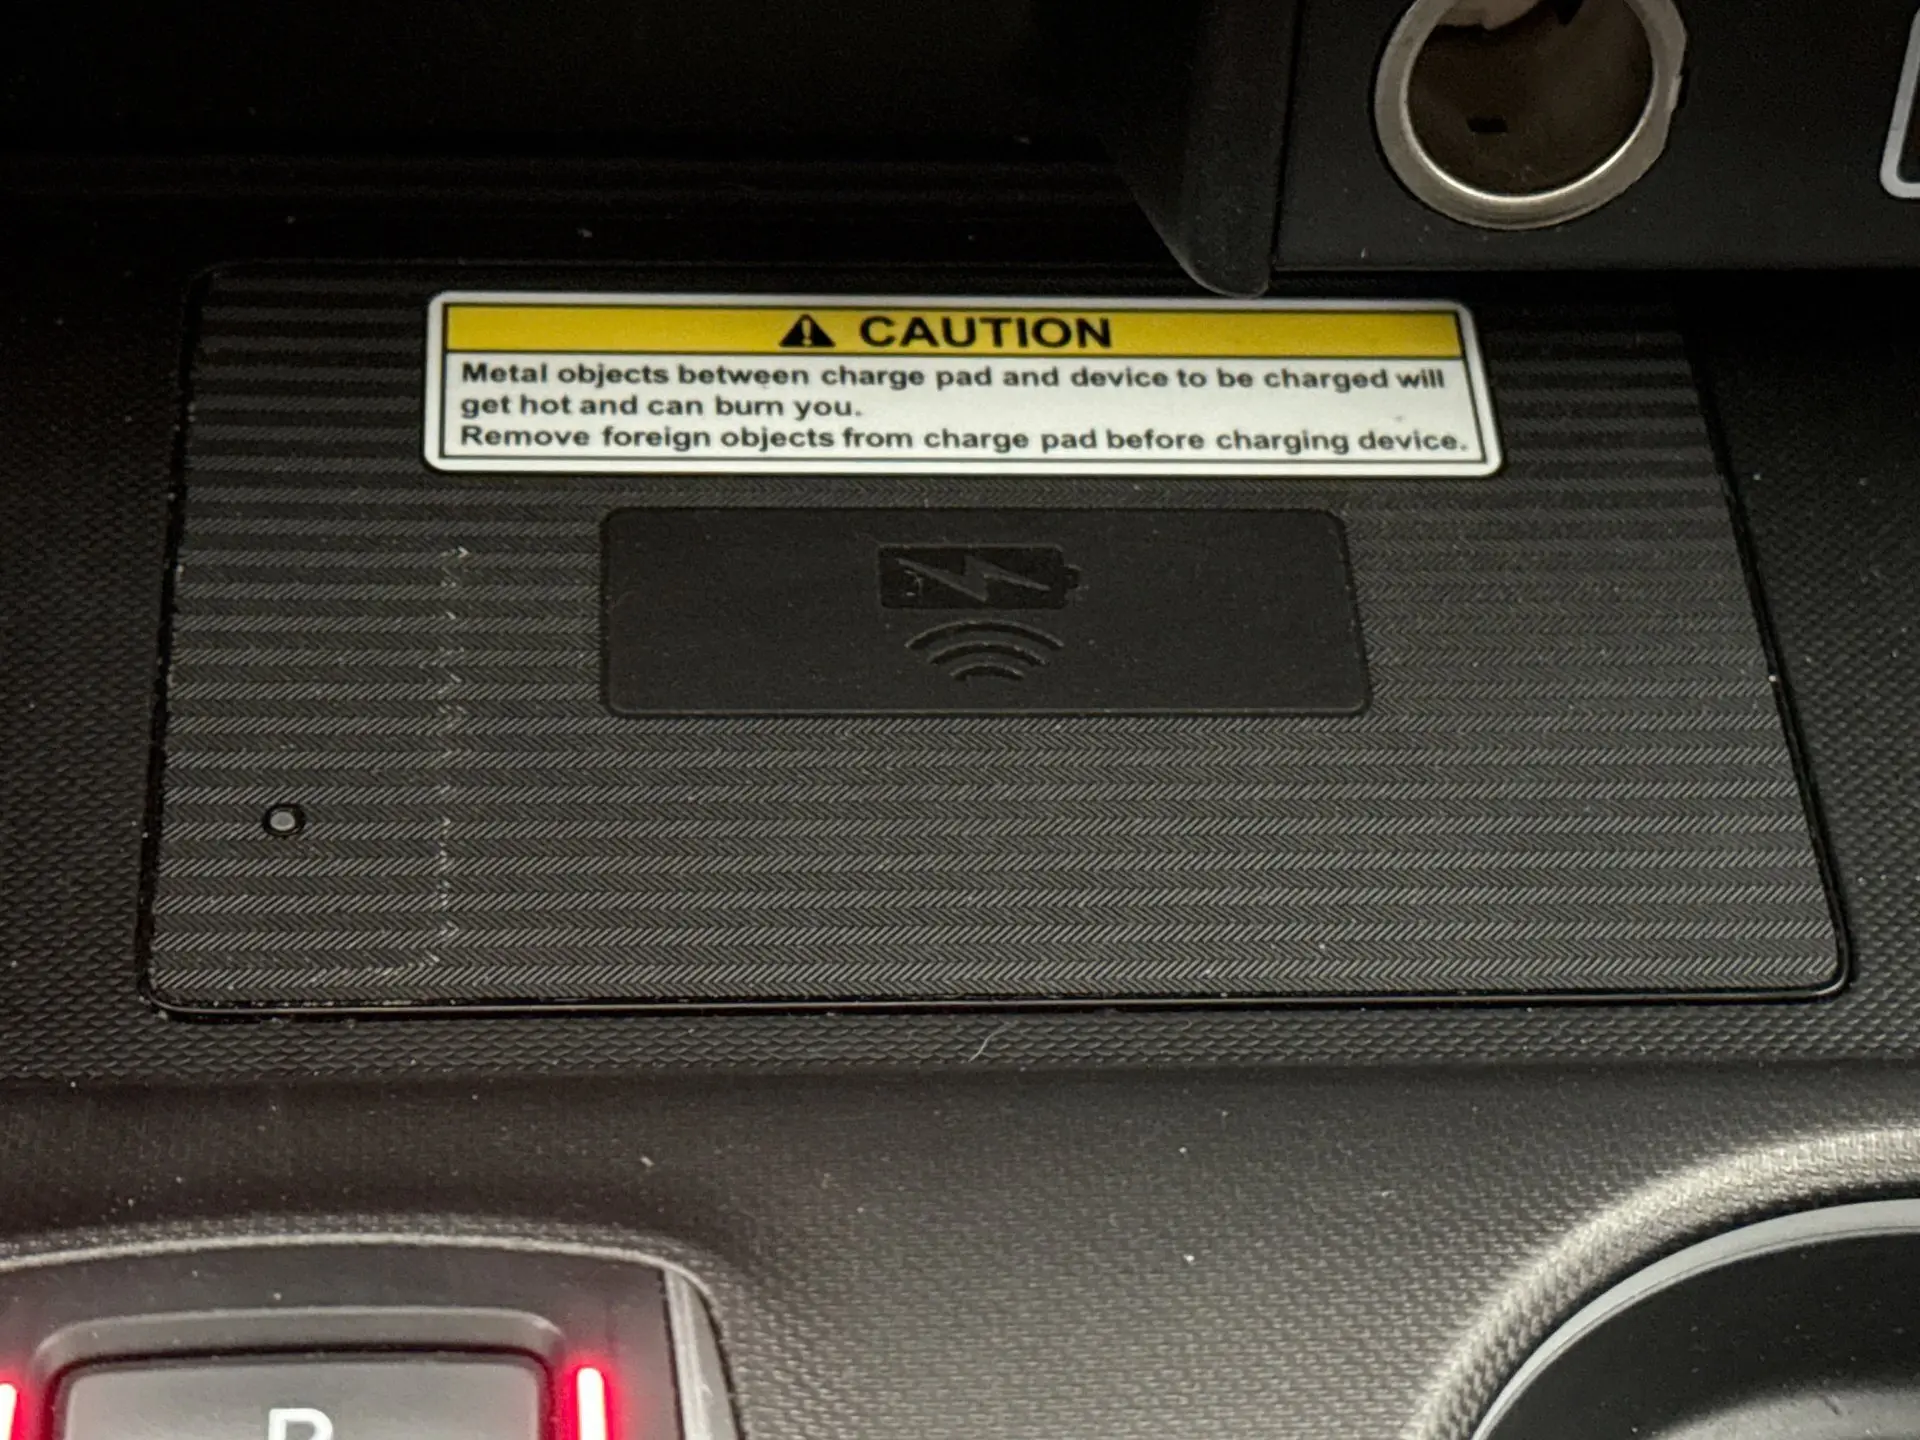 CAUTION
Metal objects between charge pad and device to be charged will
get hot and can burn you.
Remove foreign objects from charge pad before charging device.
P